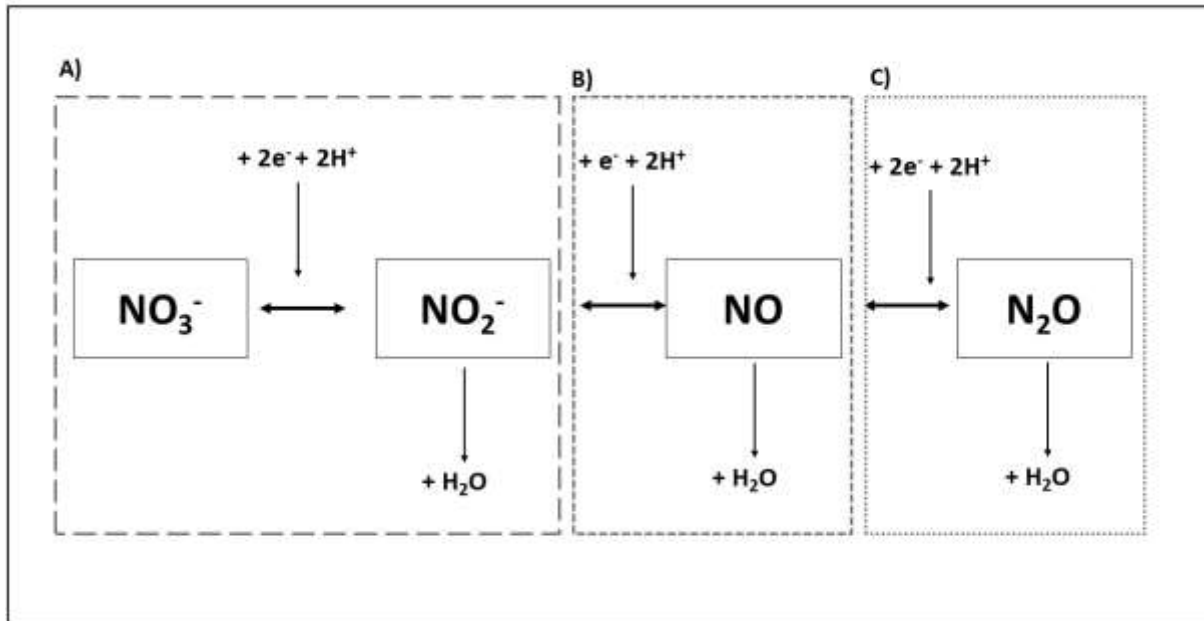 A)
B)
C)
+ 2e⁻ + 2H⁺
+ e⁻ + 2H⁺
+ 2e⁻ + 2H⁺
NO₃⁻
NO₂⁻
NO
N₂O
+ H₂O
+ H₂O
+ H₂O